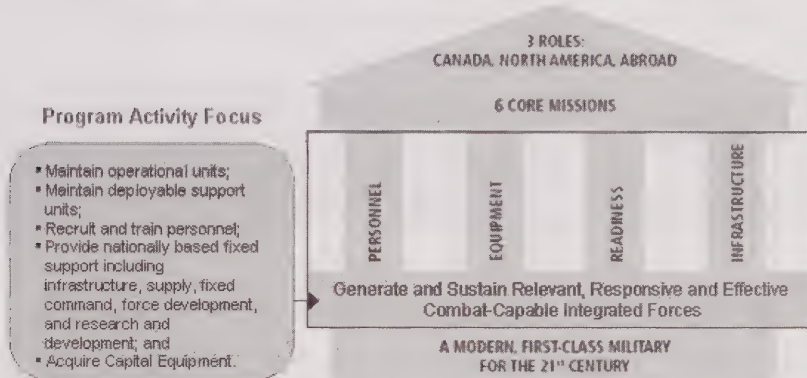 3 ROLES:
CANADA, NORTH AMERICA, ABROAD
6 CORE MISSIONS
Program Activity Focus
▪ Maintain operational units;
▪ Maintain deployable support
units;
▪ Recruit and train personnel;
▪ Provide nationally based fixed
support including
infrastructure, supply, fixed
command, force development,
and research and
development; and
▪ Acquire Capital Equipment.
PERSONNEL
EQUIPMENT
READINESS
INFRASTRUCTURE
Generate and Sustain Relevant, Responsive and Effective
Combat-Capable Integrated Forces
A MODERN, FIRST-CLASS MILITARY
FOR THE 21ˢᵗ CENTURY